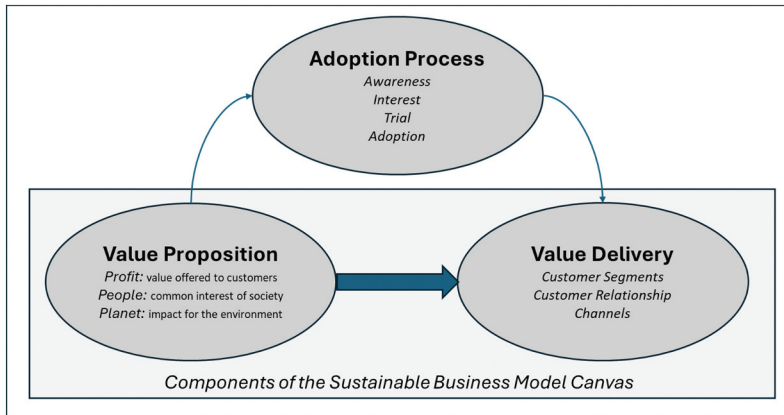 Adoption Process
Awareness
Interest
Trial
Adoption
Value Proposition
Profit: value offered to customers
People: common interest of society
Planet: impact for the environment
Value Delivery
Customer Segments
Customer Relationship
Channels
Components of the Sustainable Business Model Canvas